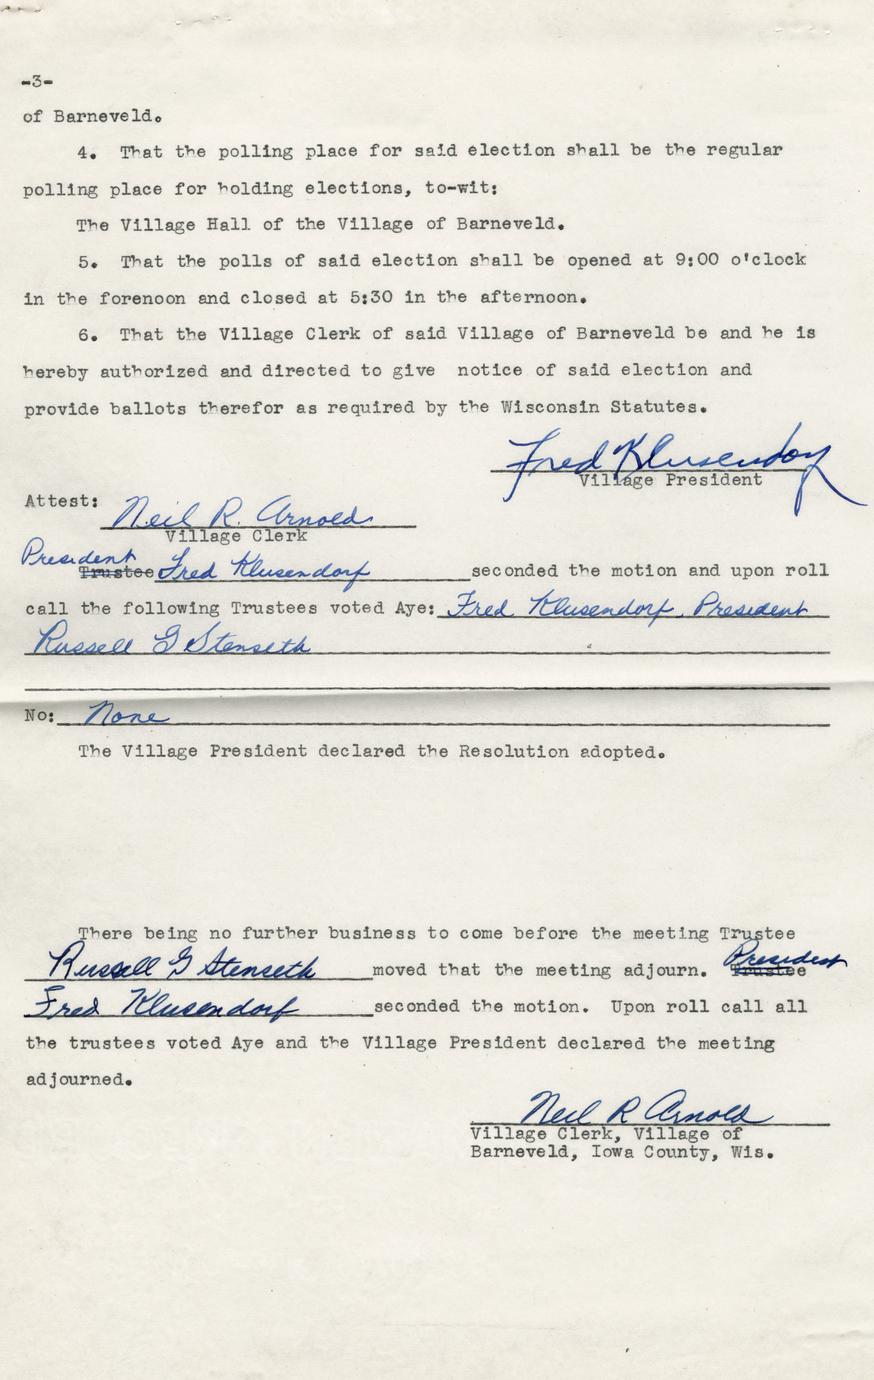 -3-
of Barneveld.
4. That the polling place for said election shall be the regular
polling place for holding elections, to-wit:
The Village Hall of the Village of Barneveld.
5. That the polls of said election shall be opened at 9:00 o'clock
in the forenoon and closed at 5:30 in the afternoon.
6. That the Village Clerk of said Village of Barneveld be and he is
hereby authorized and directed to give notice of said election and
provide ballots therefor as required by the Wisconsin Statutes.
Fred Klusendorf
Village President
Attest: Neil R. Arnold
Village Clerk
President
Trustee Fred Klusendorf seconded the motion and upon roll
call the following Trustees voted Aye: Fred Klusendorf, President
Russell G Stenseth
No: None
The Village President declared the Resolution adopted.
There being no further business to come before the meeting Trustee
Russell G Stenseth moved that the meeting adjourn. President Trustee
Fred Klusendorf seconded the motion. Upon roll call all
the trustees voted Aye and the Village President declared the meeting
adjourned.
Neil R Arnold
Village Clerk, Village of
Barneveld, Iowa County, Wis.